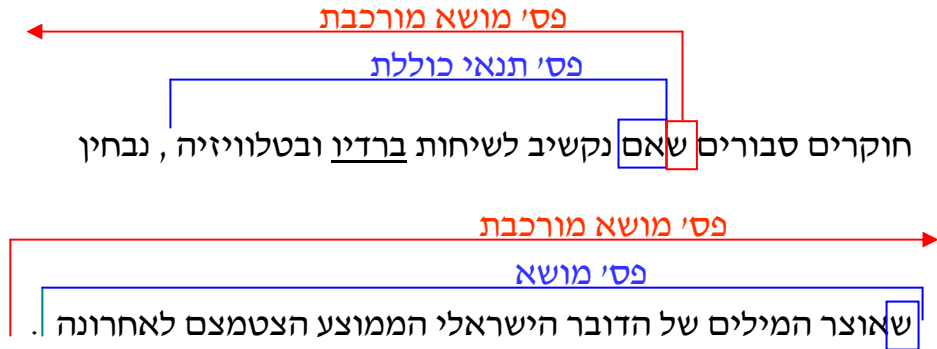 פס׳ מושא מורכבת
פס׳ תנאי כוללת
חוקרים סבורים שאם נקשיב לשיחות ברדיו ובטלוויזיה , נבחין
פס׳ מושא מורכבת
פס׳ מושא
שאוצר המילים של הדובר הישראלי הממוצע הצטמצם לאחרונה .